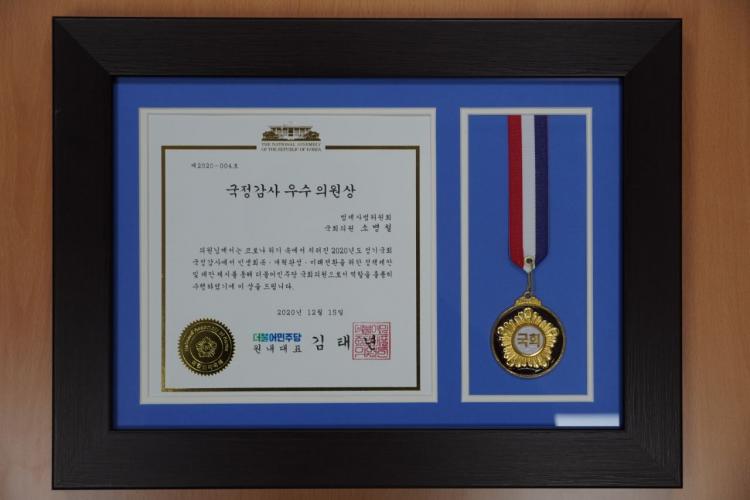 THE NATIONAL ASSEMBLY
OF THE REPUBLIC OF KOREA
제2020-004호
국정감사 우수 의원상
법제사법위원회
국회의원 소병철
의원님께서는 코로나 위기 속에서 치러진 2020년도 정기국회
국정감사에서 민생회복·개혁완성·미래전환을 위한 정책제안
및 대안 제시를 통해 더불어민주당 국회의원으로서 역할을 훌륭히
수행하셨기에 이 상을 드립니다.
2020년 12월 15일
더불어민주당
원내대표 김태년
국회